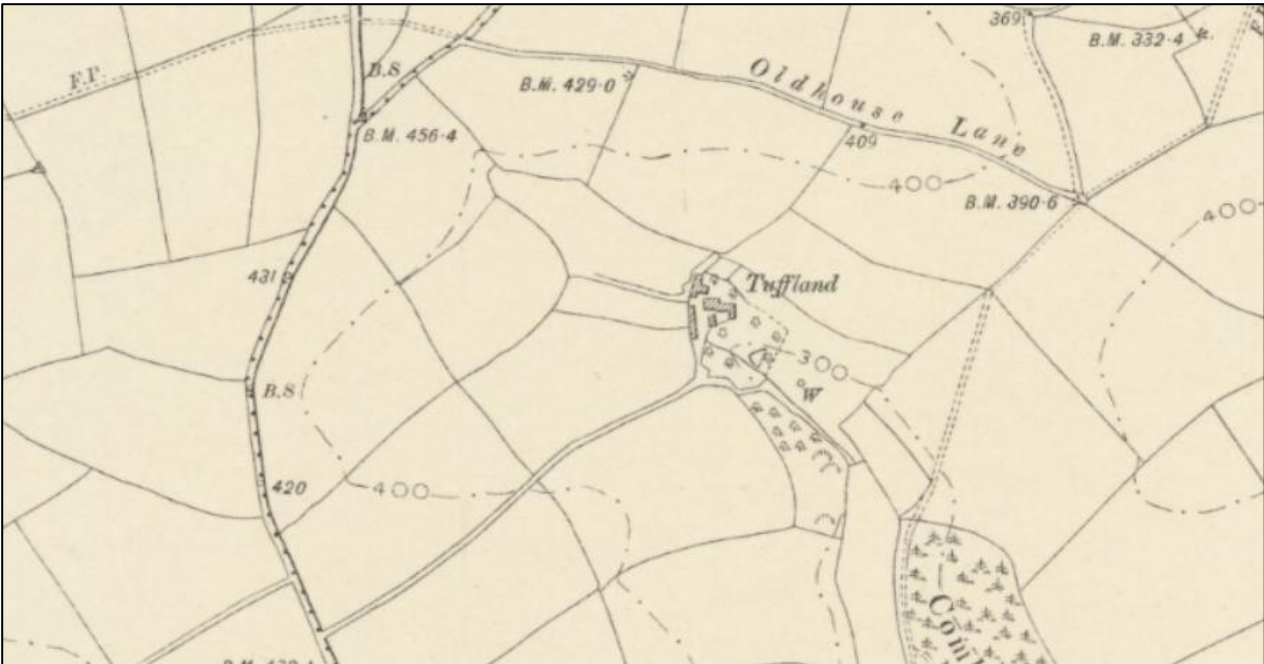 369
B.M. 332·4
F.P.
B.S
B.M. 429·0
Oldhouse Lane
B.M. 456·4
409
400
B.M. 390·6
400
431
Tuffland
300
B.S
W
400
420